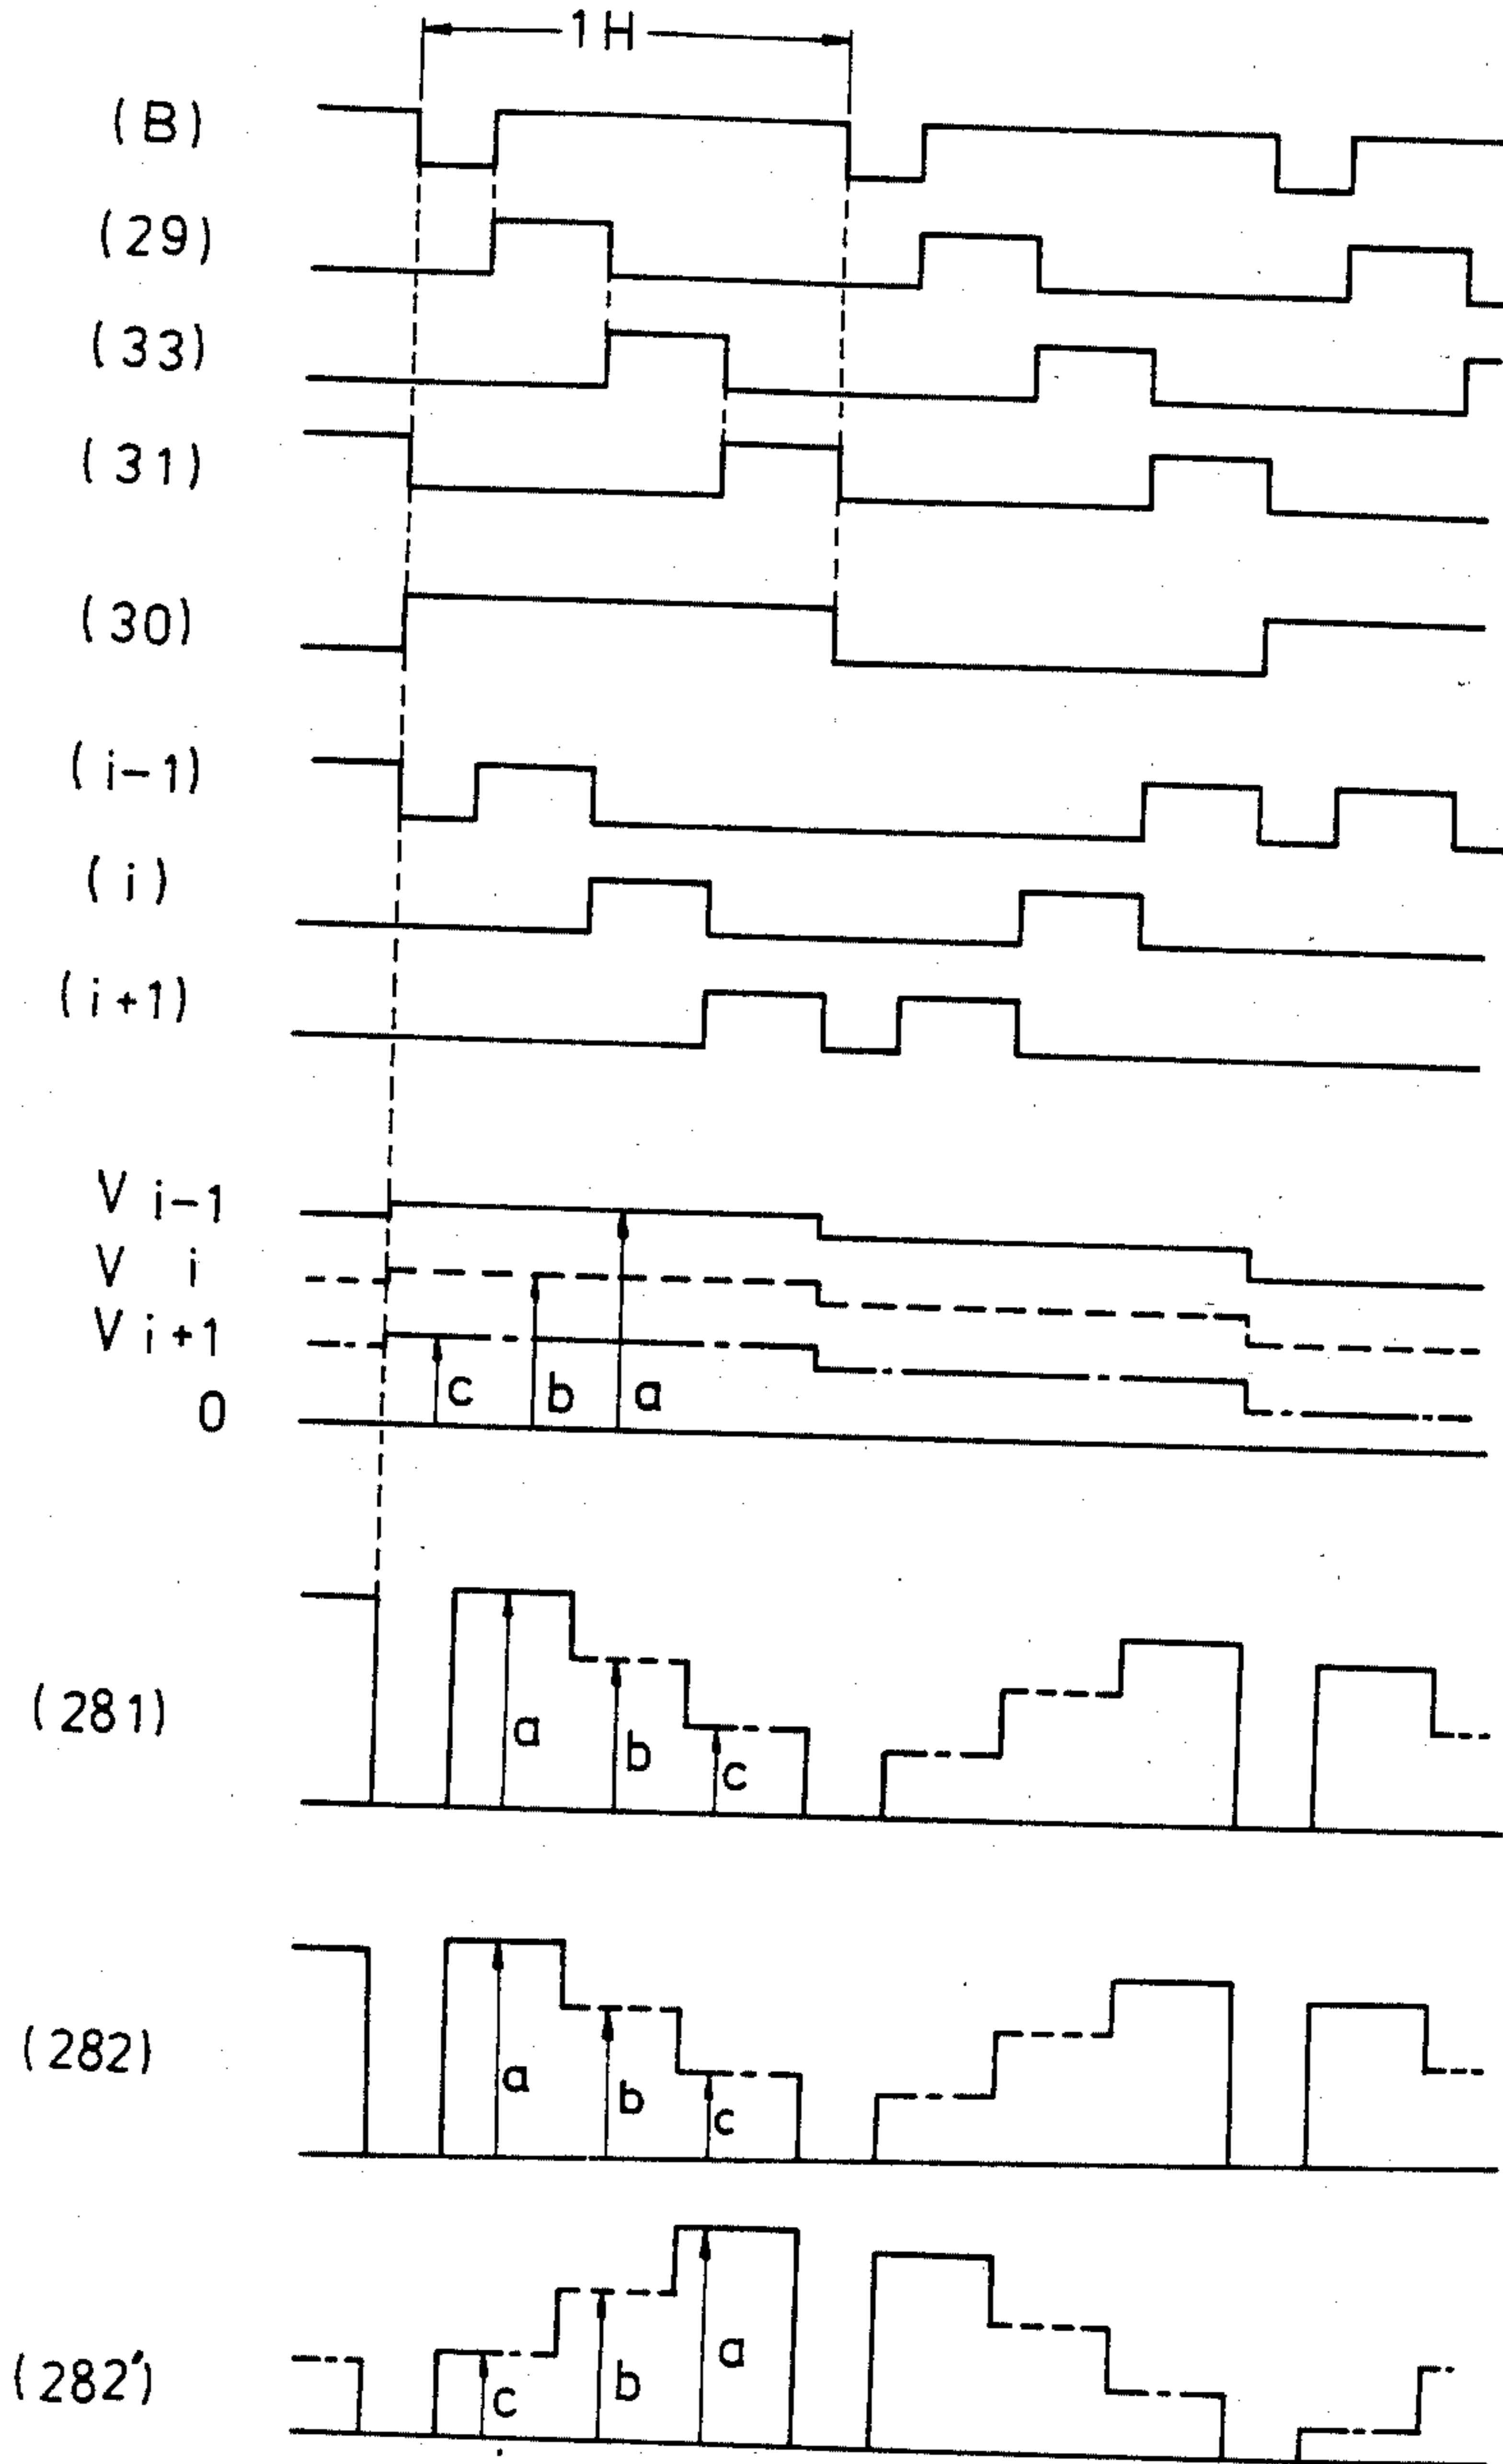 1H
(B)
(29)
(33)
(31)
(30)
(i-1)
(i)
(i+1)
V i-1
V i
V i+1
c b a
0
(281)
a b c
(282)
a b c
(282')
c b a